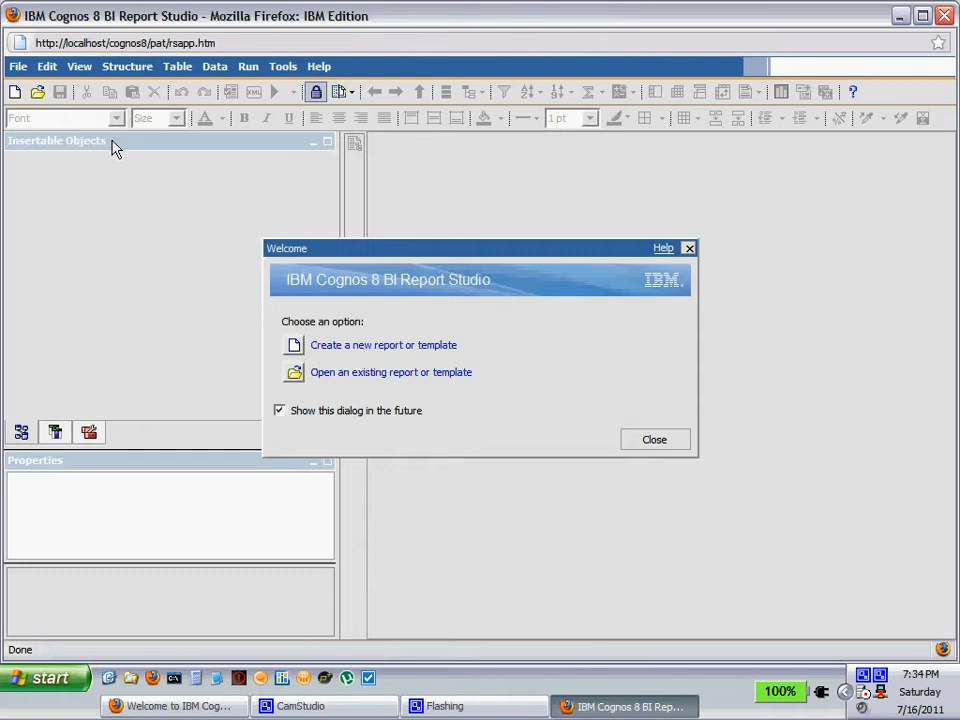 IBM Cognos 8 BI Report Studio - Mozilla Firefox: IBM Edition
http://localhost/cognos8/pat/rsapp.htm
File Edit View Structure Table Data Run Tools Help
Font Size B I U 1 pt
Insertable Objects
Welcome Help
IBM Cognos 8 BI Report Studio IBM.
Choose an option:
Create a new report or template
Open an existing report or template
Show this dialog in the future
Close
Properties
Done
start
7:34 PM
Saturday
7/16/2011
Welcome to IBM Cog... CamStudio Flashing IBM Cognos 8 BI Rep... 100%